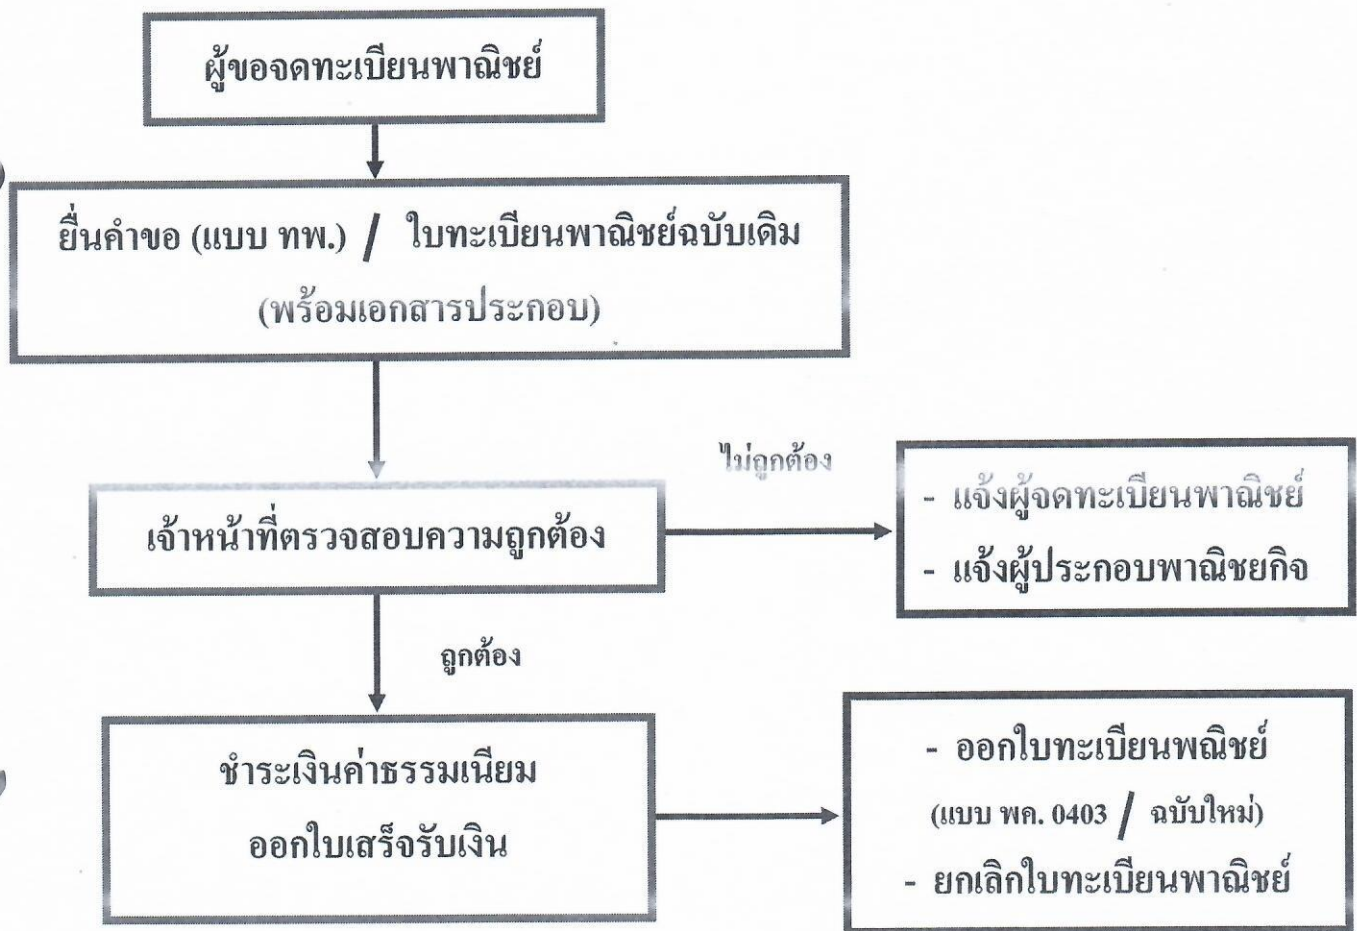 ผู้ขอจดทะเบียนพาณิชย์
ยื่นคำขอ (แบบ ทพ.) / ใบทะเบียนพาณิชย์ฉบับเดิม
(พร้อมเอกสารประกอบ)
ไม่ถูกต้อง
เจ้าหน้าที่ตรวจสอบความถูกต้อง
- แจ้งผู้จดทะเบียนพาณิชย์
- แจ้งผู้ประกอบพาณิชยกิจ
ถูกต้อง
ชำระเงินค่าธรรมเนียม
ออกใบเสร็จรับเงิน
- ออกใบทะเบียนพณิชย์
(แบบ พค. 0403 / ฉบับใหม่)
- ยกเลิกใบทะเบียนพาณิชย์